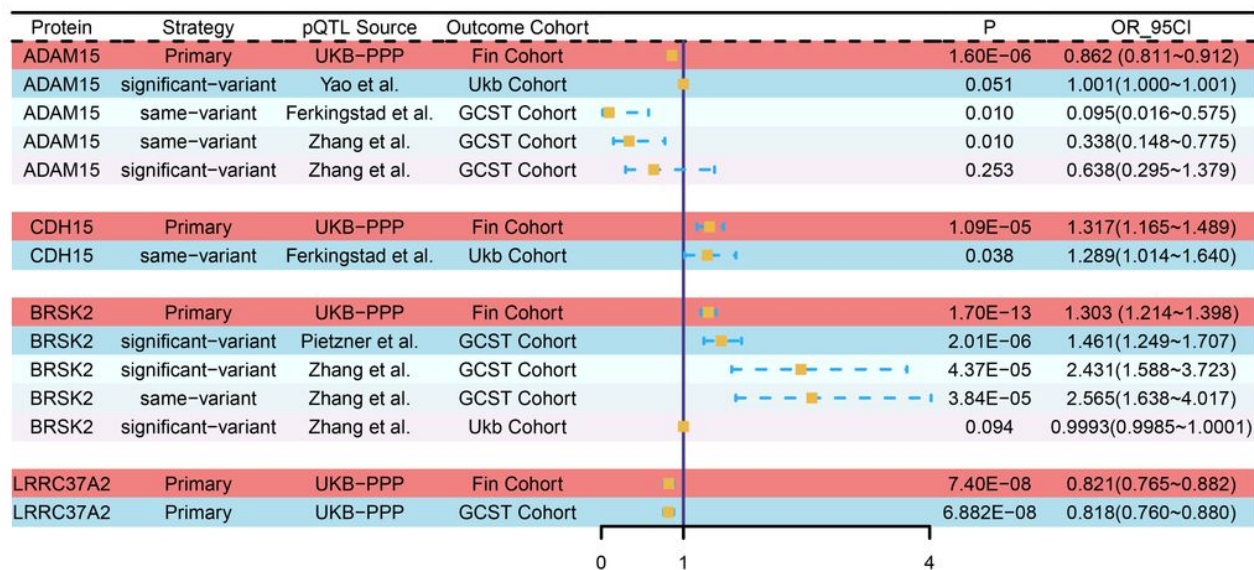 Protein Strategy pQTL Source Outcome Cohort P OR_95CI
ADAM15 Primary UKB−PPP Fin Cohort 1.60E−06 0.862 (0.811~0.912)
ADAM15 significant−variant Yao et al. Ukb Cohort 0.051 1.001(1.000~1.001)
ADAM15 same−variant Ferkingstad et al. GCST Cohort 0.010 0.095(0.016~0.575)
ADAM15 same−variant Zhang et al. GCST Cohort 0.010 0.338(0.148~0.775)
ADAM15 significant−variant Zhang et al. GCST Cohort 0.253 0.638(0.295~1.379)
CDH15 Primary UKB−PPP Fin Cohort 1.09E−05 1.317(1.165~1.489)
CDH15 same−variant Ferkingstad et al. Ukb Cohort 0.038 1.289(1.014~1.640)
BRSK2 Primary UKB−PPP Fin Cohort 1.70E−13 1.303 (1.214~1.398)
BRSK2 significant−variant Pietzner et al. GCST Cohort 2.01E−06 1.461(1.249~1.707)
BRSK2 significant−variant Zhang et al. GCST Cohort 4.37E−05 2.431(1.588~3.723)
BRSK2 same−variant Zhang et al. GCST Cohort 3.84E−05 2.565(1.638~4.017)
BRSK2 significant−variant Zhang et al. Ukb Cohort 0.094 0.9993(0.9985~1.0001)
LRRC37A2 Primary UKB−PPP Fin Cohort 7.40E−08 0.821(0.765~0.882)
LRRC37A2 Primary UKB−PPP GCST Cohort 6.882E−08 0.818(0.760~0.880)
0 1 4